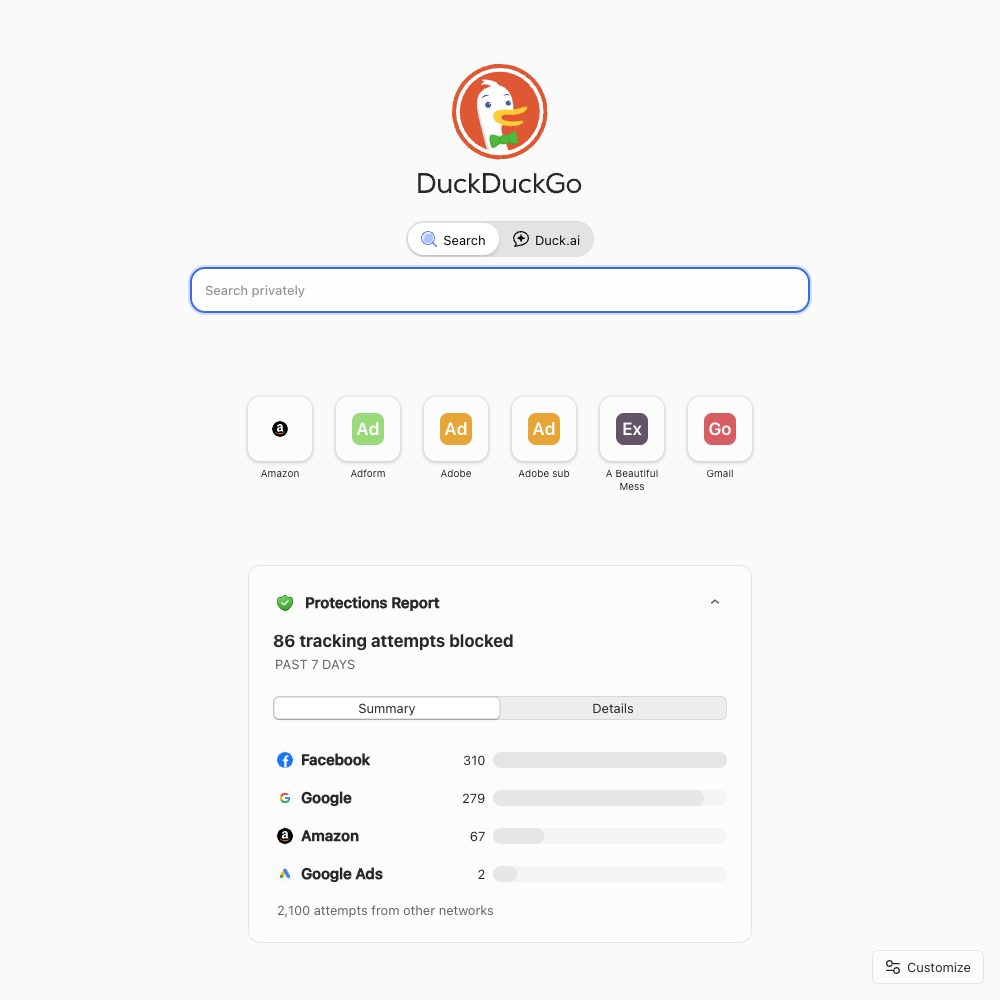 DuckDuckGo
Search
Duck.ai
Search privately
a
Ad
Ad
Ad
Ex
Go
Amazon
Adform
Adobe
Adobe sub
A Beautiful
Mess
Gmail
Protections Report
86 tracking attempts blocked
PAST 7 DAYS
Summary
Details
Facebook 310
Google 279
Amazon 67
Google Ads 2
2,100 attempts from other networks
Customize